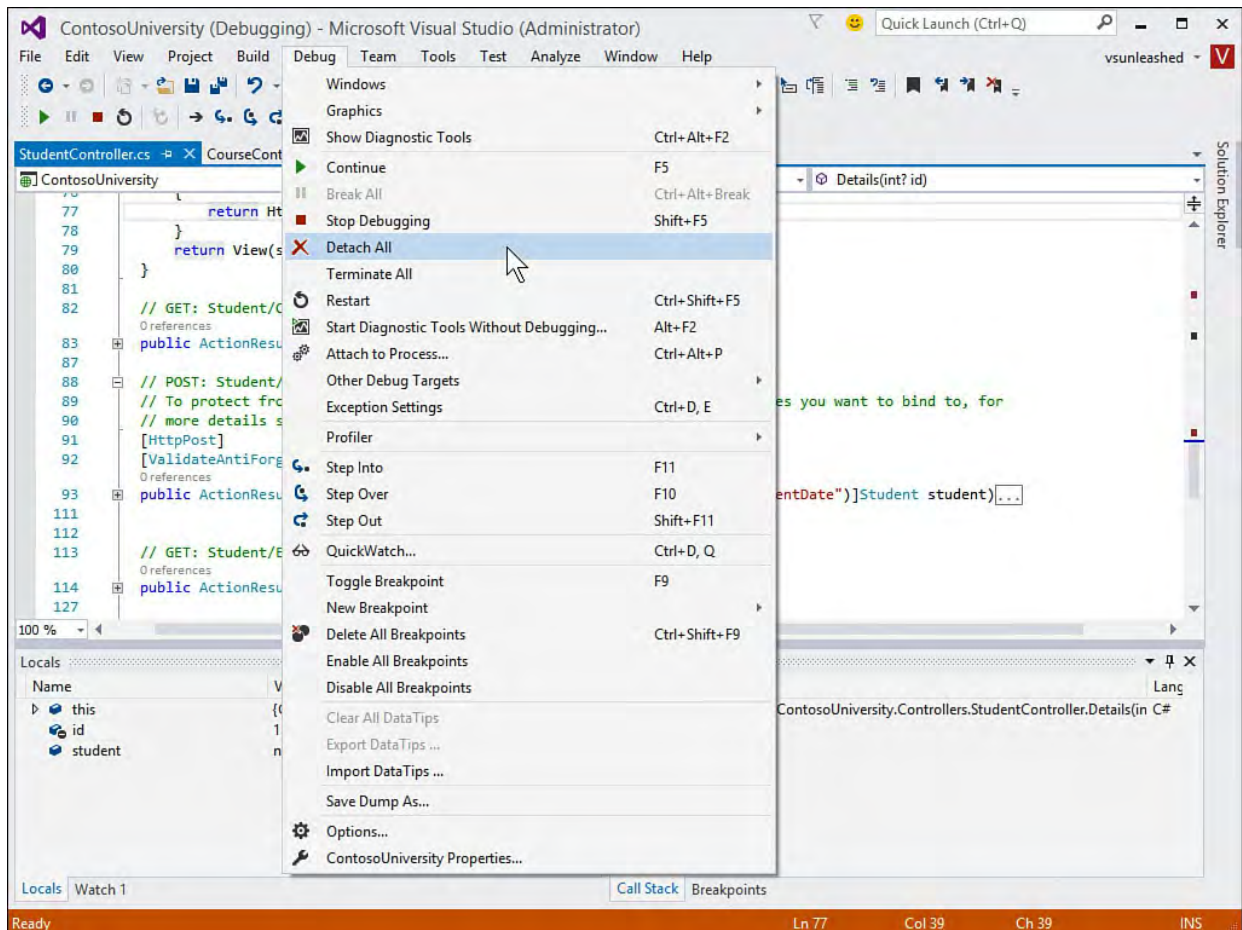 ContosoUniversity (Debugging) - Microsoft Visual Studio (Administrator)
Quick Launch (Ctrl+Q)
File Edit View Project Build Debug Team Tools Test Analyze Window Help
vsunleashed V
StudentController.cs CourseCont
ContosoUniversity
Details(int? id)
Solution Explorer
Windows
Graphics
Show Diagnostic Tools Ctrl+Alt+F2
Continue F5
Break All Ctrl+Alt+Break
Stop Debugging Shift+F5
Detach All
Terminate All
Restart Ctrl+Shift+F5
Start Diagnostic Tools Without Debugging... Alt+F2
Attach to Process... Ctrl+Alt+P
Other Debug Targets
Exception Settings Ctrl+D, E
Profiler
Step Into F11
Step Over F10
Step Out Shift+F11
QuickWatch... Ctrl+D, Q
Toggle Breakpoint F9
New Breakpoint
Delete All Breakpoints Ctrl+Shift+F9
Enable All Breakpoints
Disable All Breakpoints
Clear All DataTips
Export DataTips ...
Import DataTips ...
Save Dump As...
Options...
ContosoUniversity Properties...
77 return Ht
78 }
79 return View(s
80 }
81
82 // GET: Student/C
0 references
83 public ActionResu
87
88 // POST: Student/
89 // To protect fro es you want to bind to, for
90 // more details s
91 [HttpPost]
92 [ValidateAntiForg
0 references
93 public ActionResu entDate")]Student student)...
111
112
113 // GET: Student/E
0 references
114 public ActionResu
127
100 %
Locals
Name V Lang
this {( ContosoUniversity.Controllers.StudentController.Details(in C#
id 1
student n
Locals Watch 1 Call Stack Breakpoints
Ready Ln 77 Col 39 Ch 39 INS